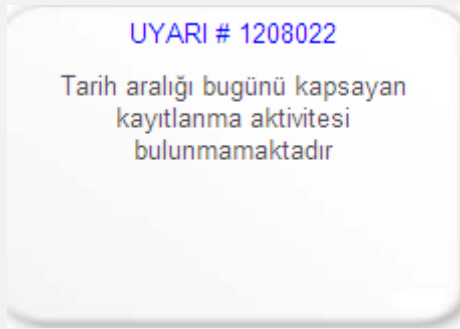 UYARI # 1208022
Tarih aralığı bugünü kapsayan
kayıtlanma aktivitesi
bulunmamaktadır